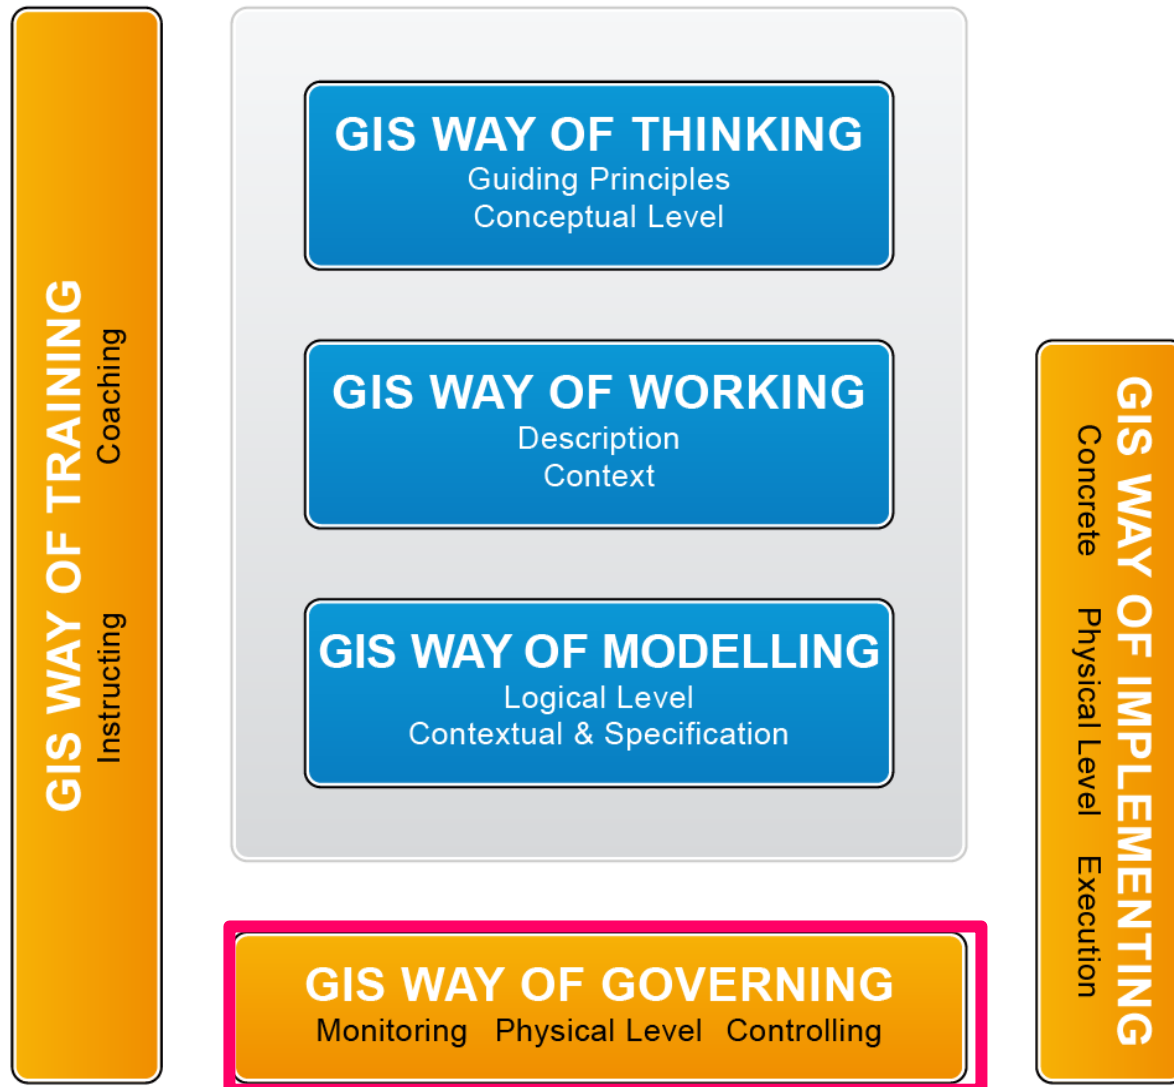 GIS WAY OF TRAINING
Instructing Coaching
GIS WAY OF THINKING
Guiding Principles
Conceptual Level
GIS WAY OF WORKING
Description
Context
GIS WAY OF MODELLING
Logical Level
Contextual & Specification
GIS WAY OF GOVERNING
Monitoring Physical Level Controlling
GIS WAY OF IMPLEMENTING
Concrete Physical Level Execution